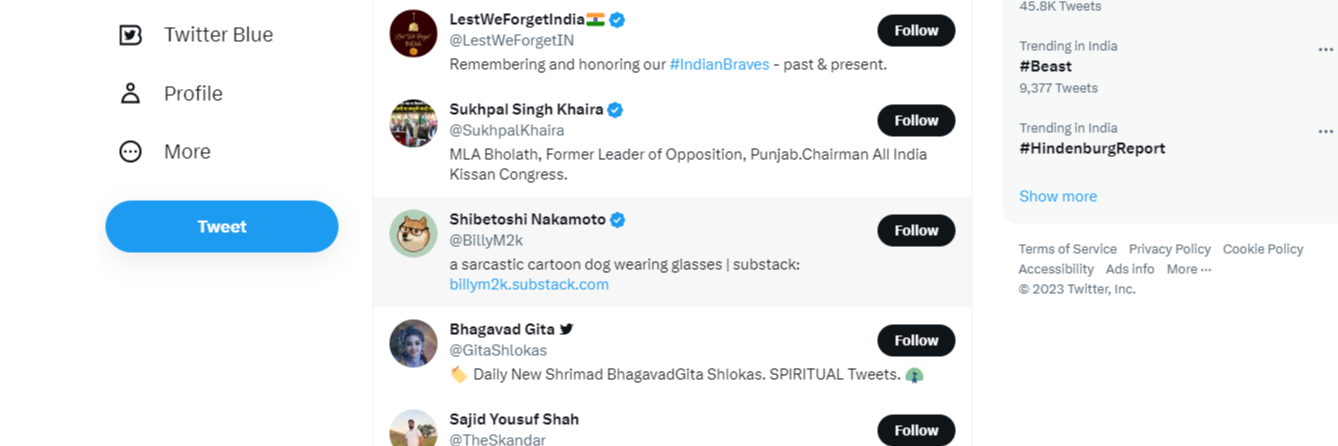 Twitter Blue
Profile
More
Tweet
LestWeForgetIndia🇮🇳
@LestWeForgetIN
Follow
Remembering and honoring our #IndianBraves - past & present.
Sukhpal Singh Khaira
@SukhpalKhaira
Follow
MLA Bholath, Former Leader of Opposition, Punjab.Chairman All India
Kissan Congress.
Shibetoshi Nakamoto
@BillyM2k
Follow
a sarcastic cartoon dog wearing glasses | substack:
billym2k.substack.com
Bhagavad Gita
@GitaShlokas
Follow
Daily New Shrimad BhagavadGita Shlokas. SPIRITUAL Tweets.
Sajid Yousuf Shah
@TheSkandar
Follow
45.8K Tweets
Trending in India
#Beast
9,377 Tweets
Trending in India
#HindenburgReport
Show more
Terms of Service Privacy Policy Cookie Policy
Accessibility Ads info More ...
© 2023 Twitter, Inc.